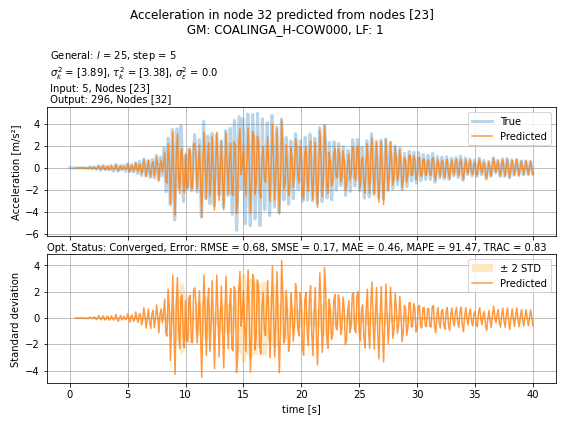 Acceleration in node 32 predicted from nodes [23]
GM: COALINGA_H-COW000, LF: 1
General: l = 25, step = 5
σ²ₖ = [3.89], τ²ₖ = [3.38], σ²ε = 0.0
Input: 5, Nodes [23]
Output: 296, Nodes [32]
Acceleration [m/s²]
4
2
0
−2
−4
−6
True
Predicted
Opt. Status: Converged, Error: RMSE = 0.68, SMSE = 0.17, MAE = 0.46, MAPE = 91.47, TRAC = 0.83
Standard deviation
4
2
0
−2
−4
± 2 STD
Predicted
0 5 10 15 20 25 30 35 40
time [s]